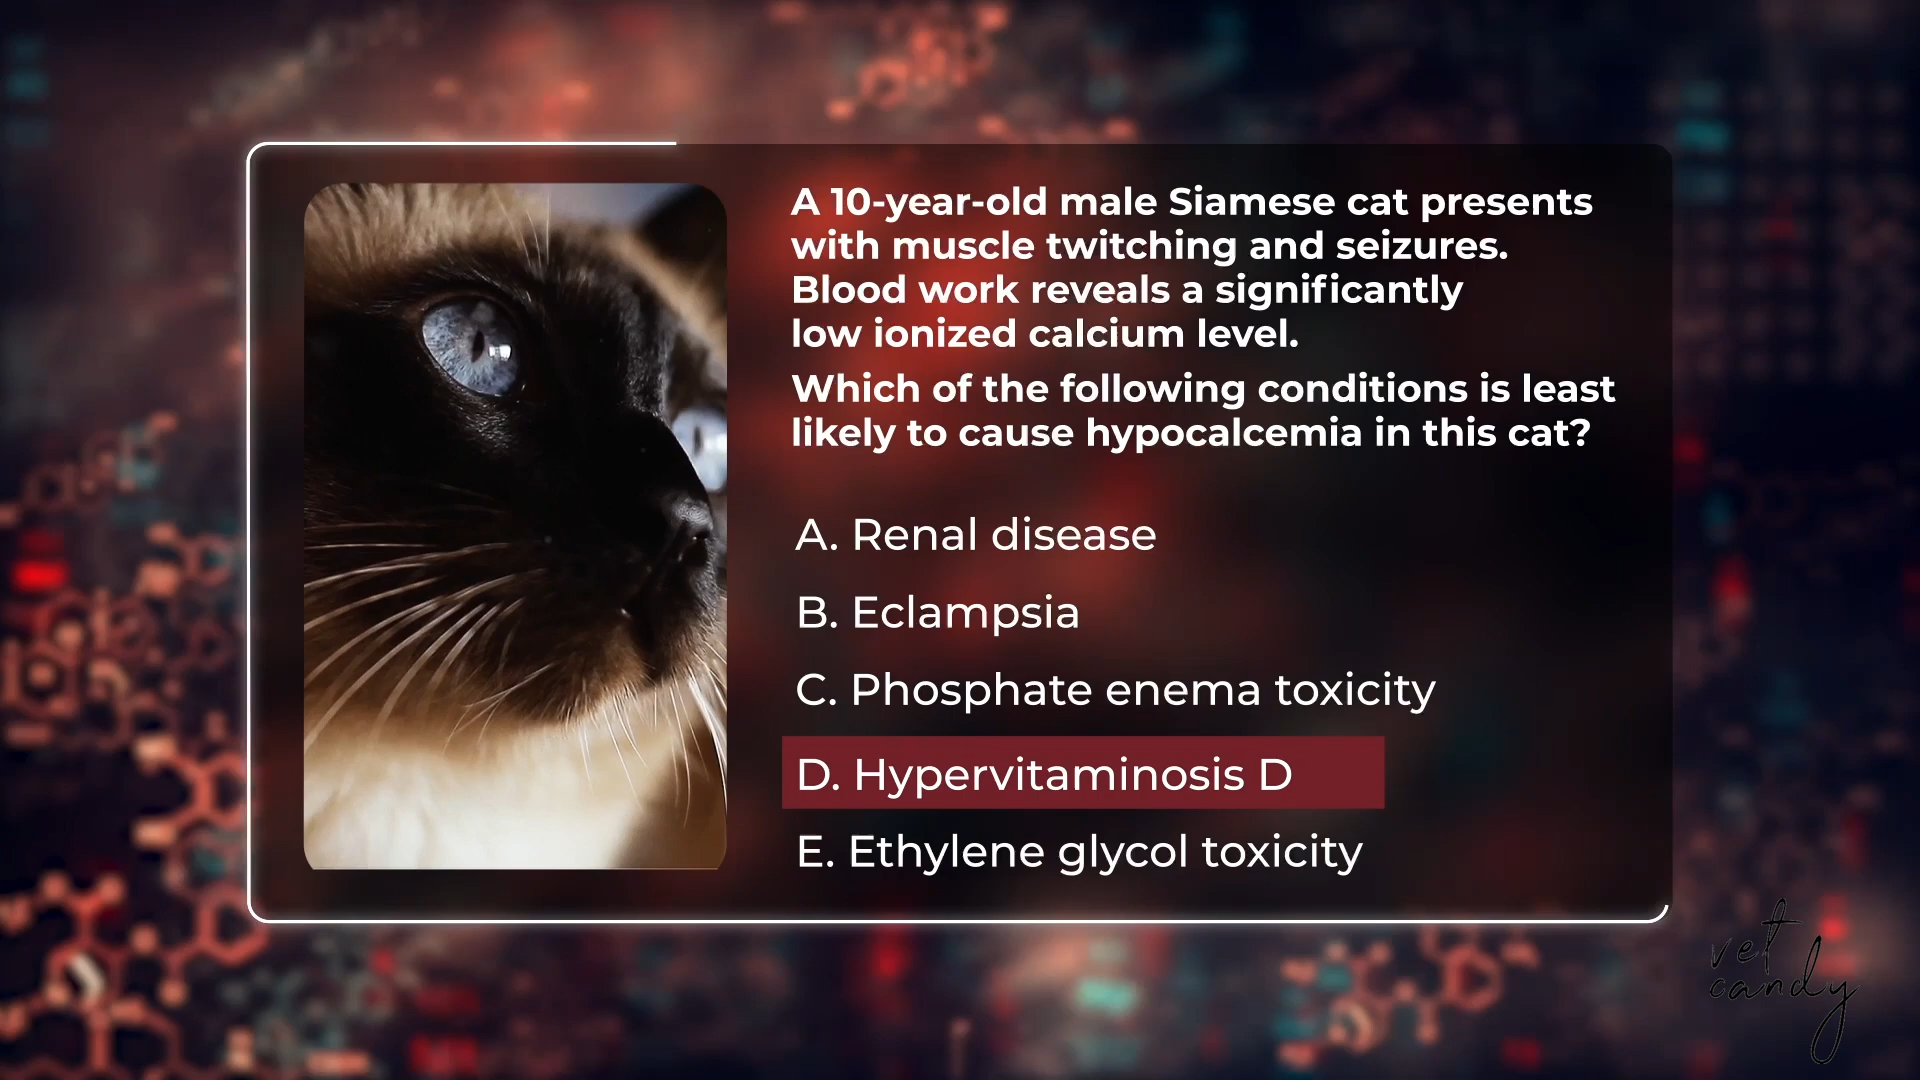 A 10-year-old male Siamese cat presents
with muscle twitching and seizures.
Blood work reveals a significantly
low ionized calcium level.
Which of the following conditions is least
likely to cause hypocalcemia in this cat?
A. Renal disease
B. Eclampsia
C. Phosphate enema toxicity
D. Hypervitaminosis D
E. Ethylene glycol toxicity
vet
candy